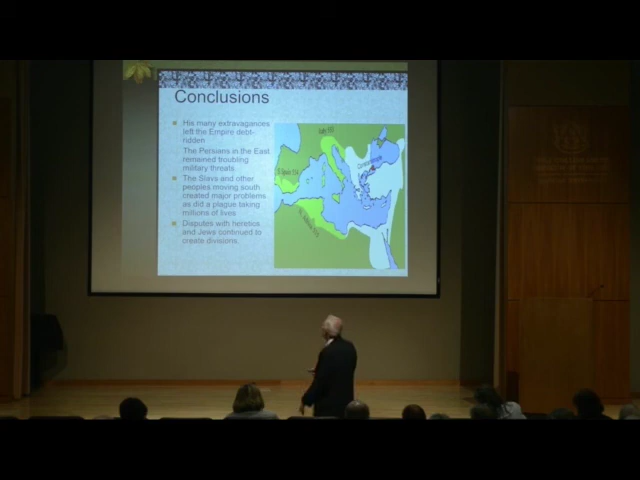 Conclusions
His many extravagances
left the Empire debt-
ridden
The Persians in the East
remained troubling
military threats.
The Slavs and other
peoples moving south
created major problems
as did a plague taking
millions of lives
Disputes with heretics
and Jews continued to
create divisions.
Constantinople